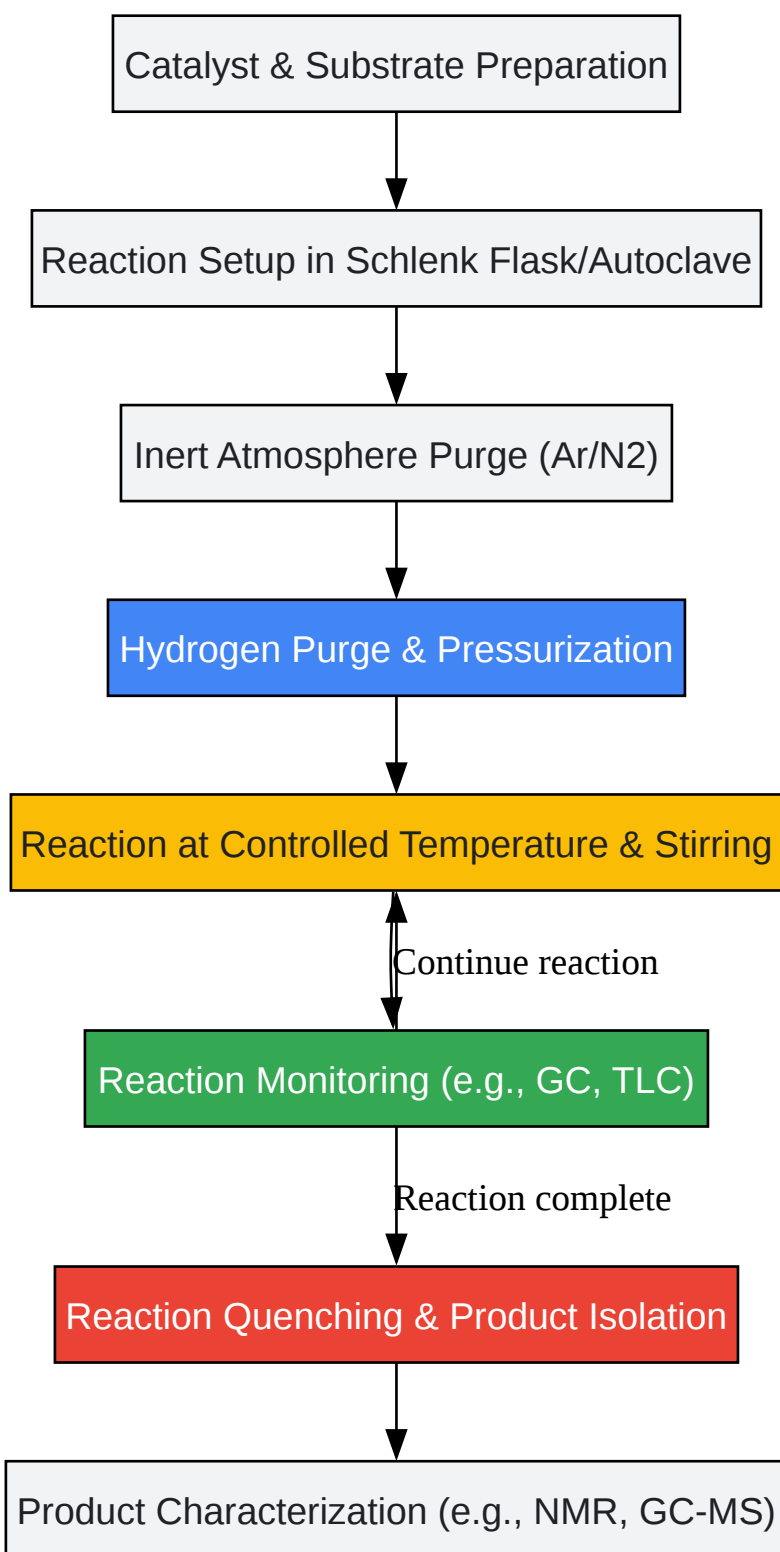 Catalyst & Substrate Preparation
Reaction Setup in Schlenk Flask/Autoclave
Inert Atmosphere Purge (Ar/N2)
Hydrogen Purge & Pressurization
Reaction at Controlled Temperature & Stirring
Continue reaction
Reaction Monitoring (e.g., GC, TLC)
Reaction complete
Reaction Quenching & Product Isolation
Product Characterization (e.g., NMR, GC-MS)